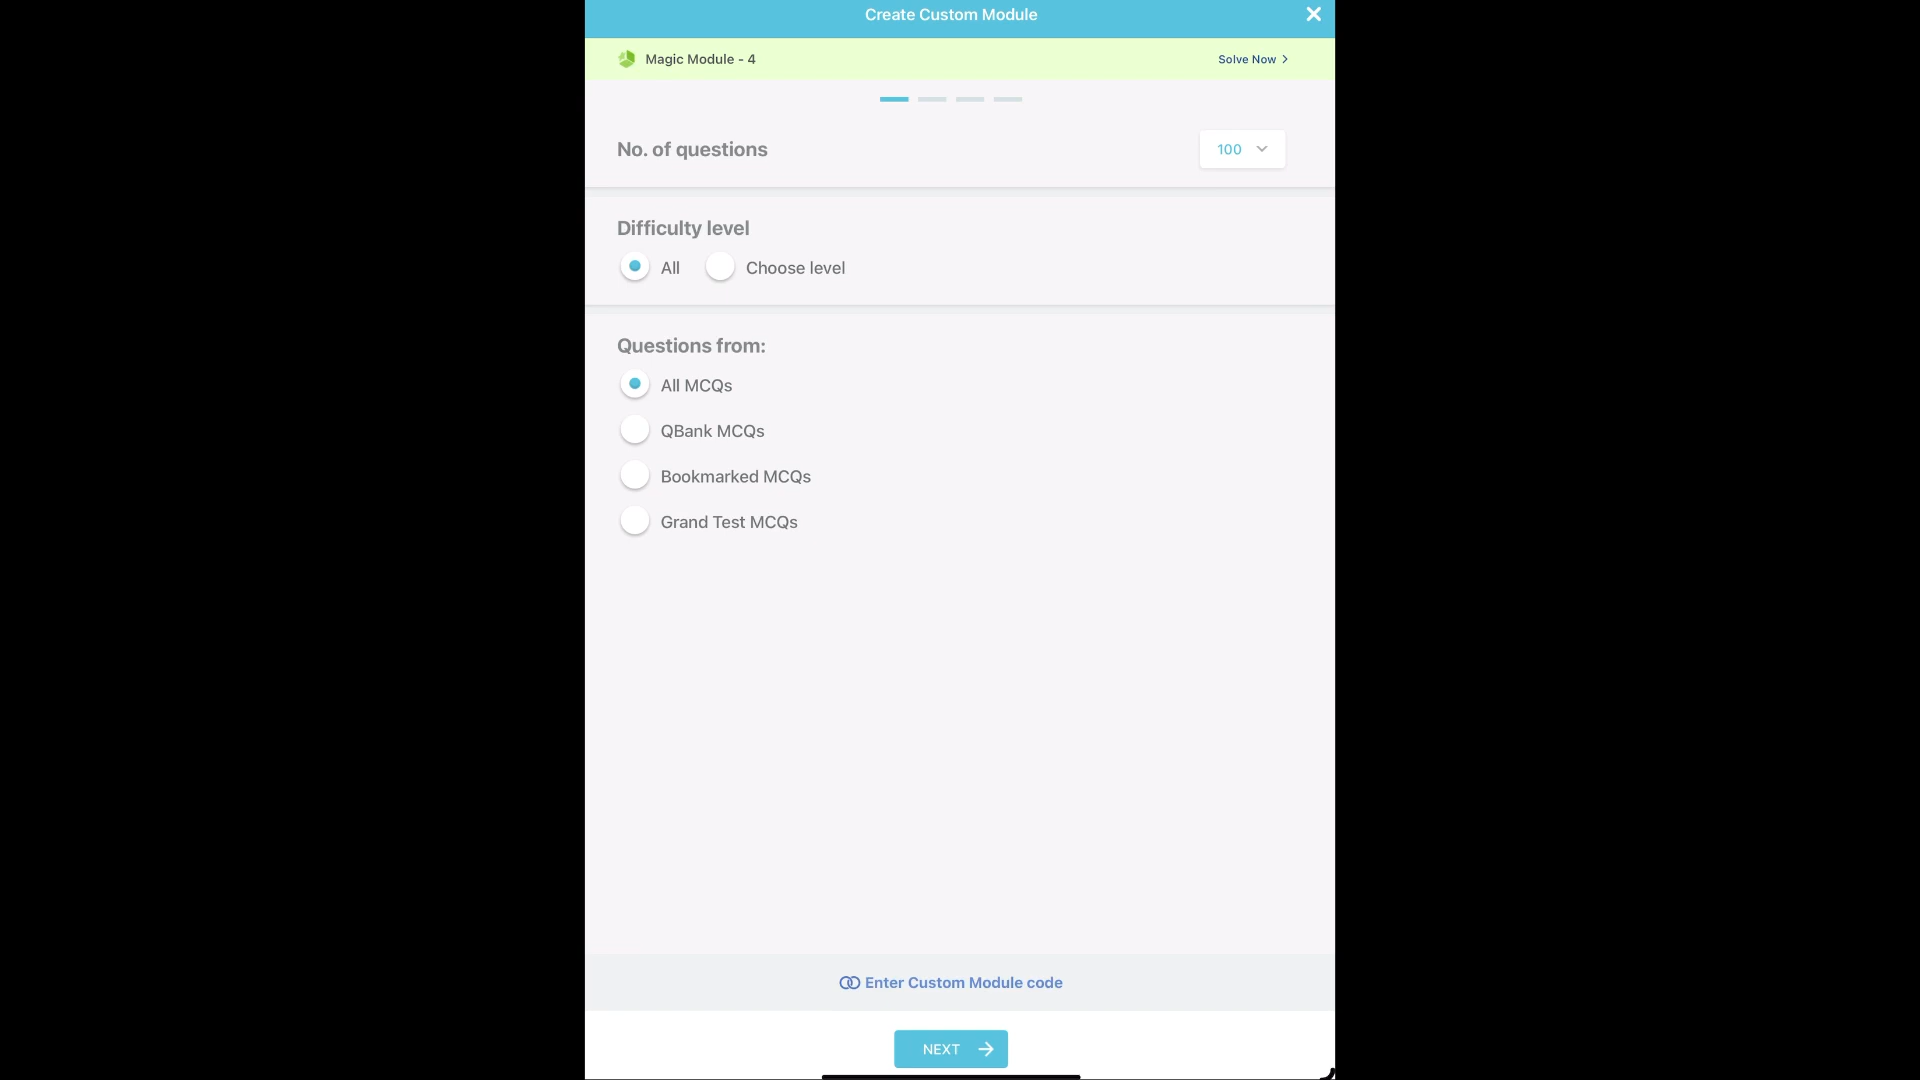 Create Custom Module
Magic Module - 4
Solve Now
No. of questions
100
Difficulty level
All
Choose level
Questions from:
All MCQs
QBank MCQs
Bookmarked MCQs
Grand Test MCQs
Enter Custom Module code
NEXT